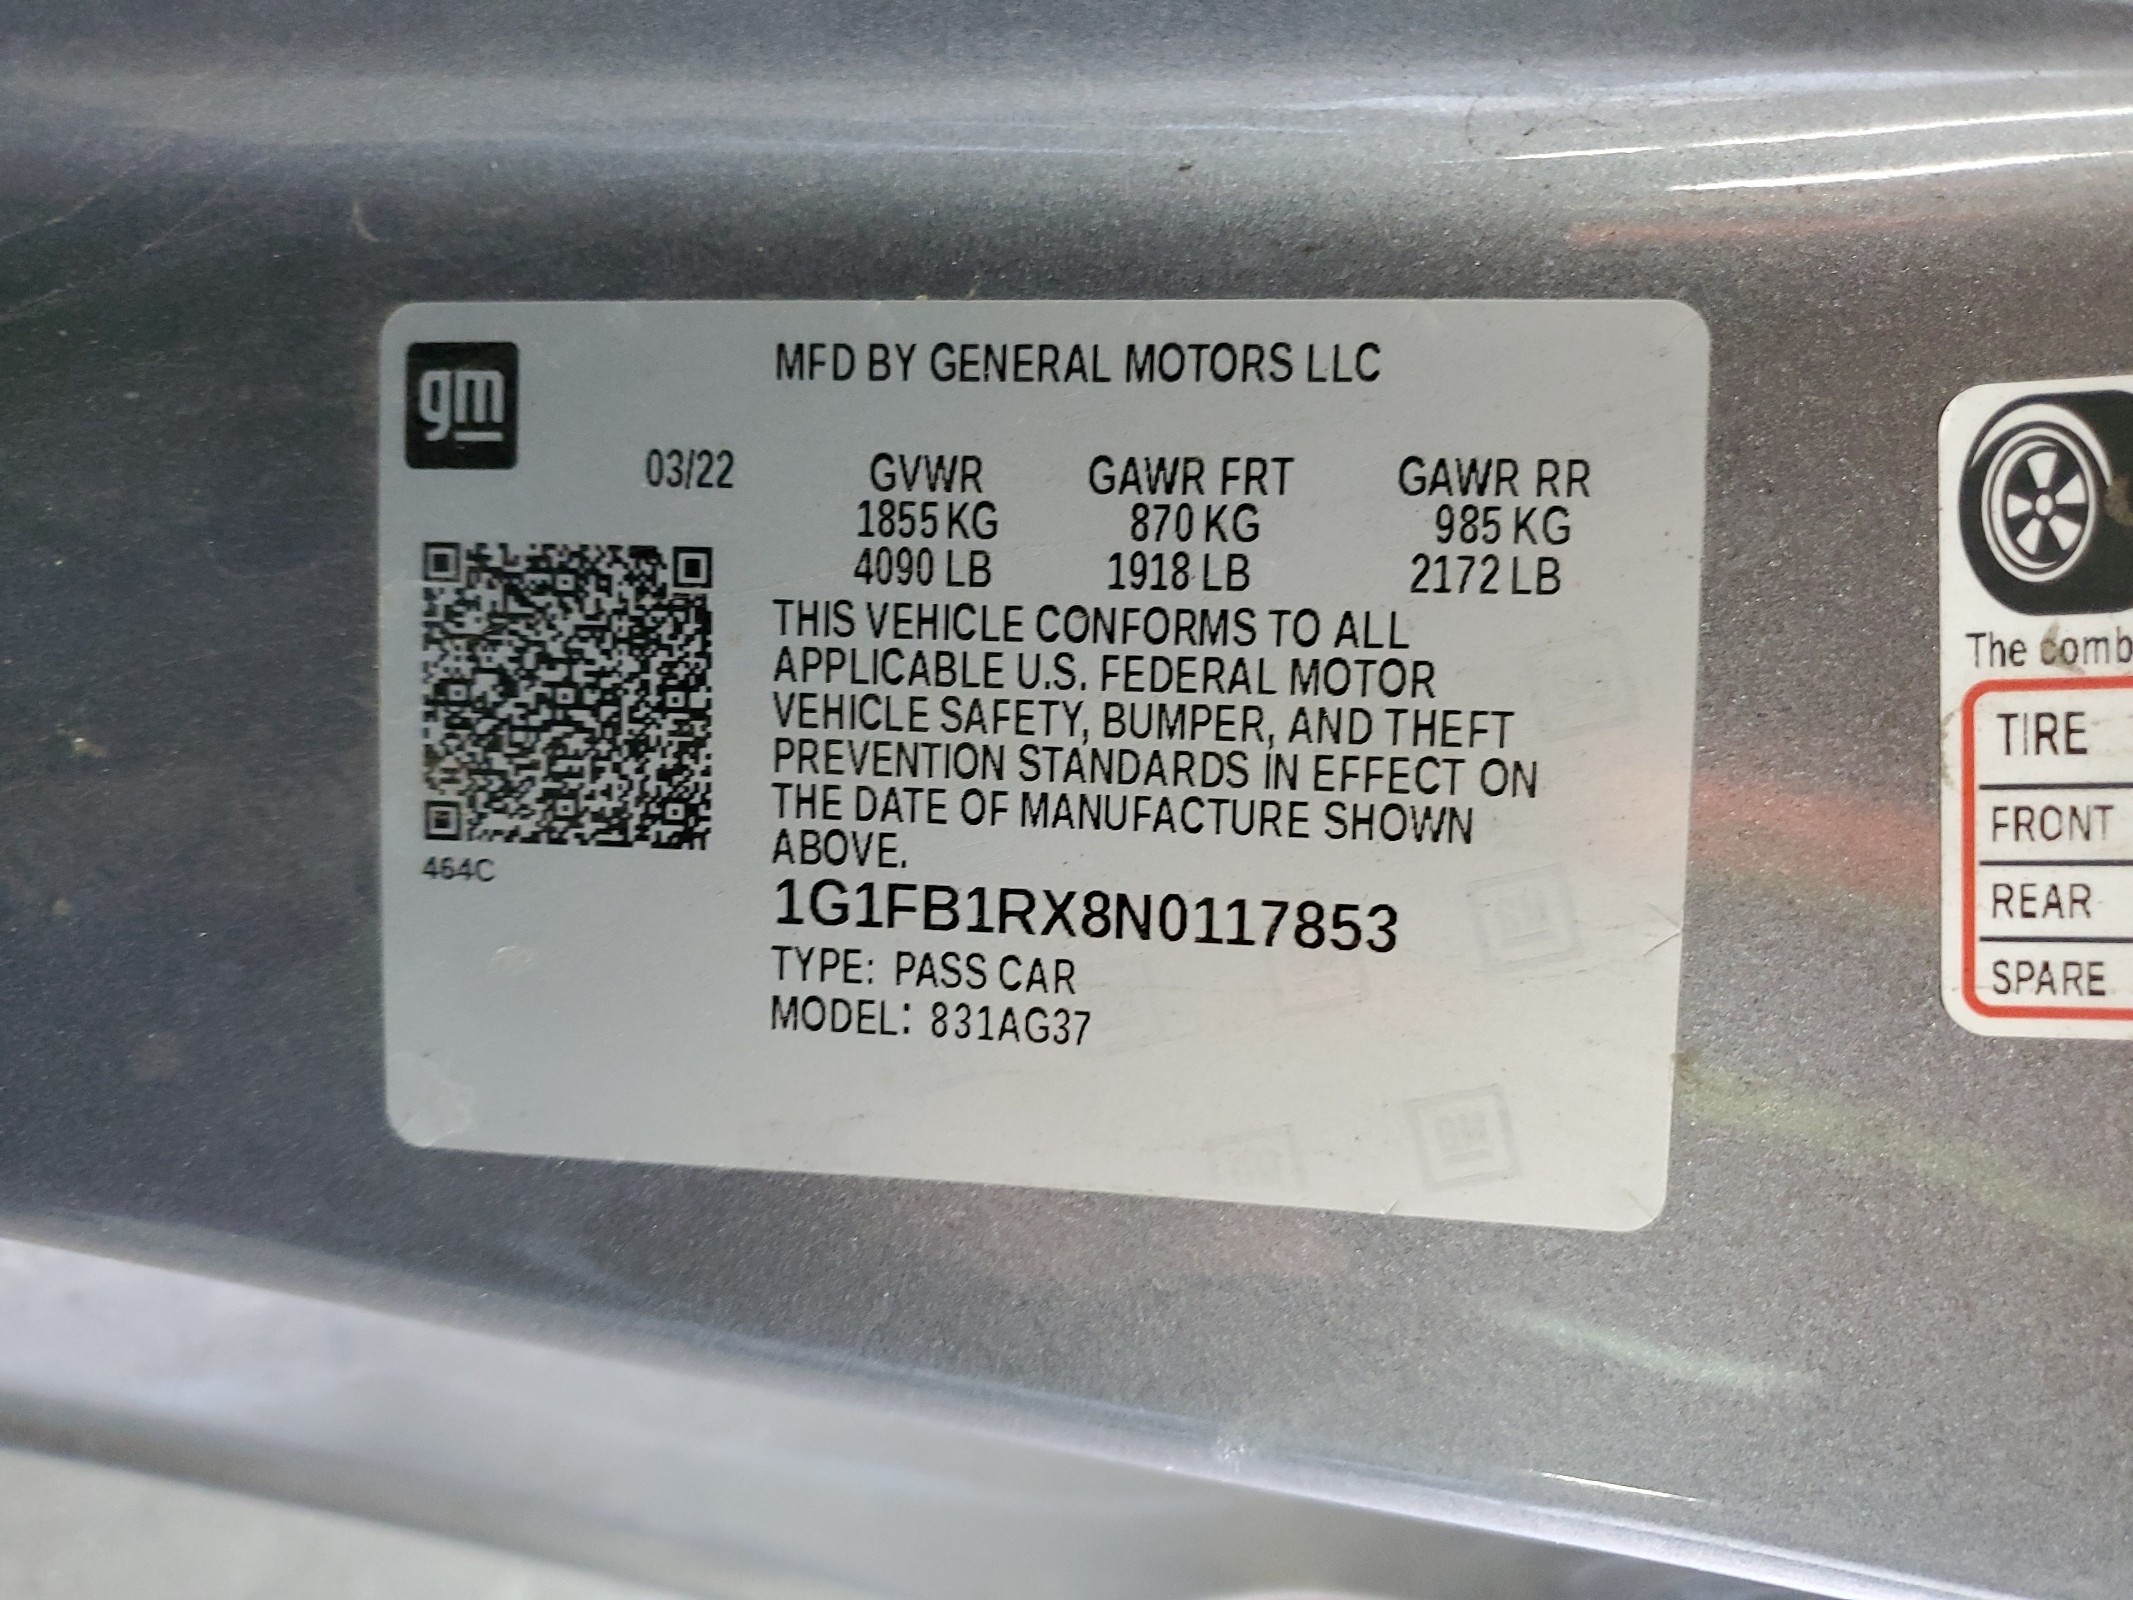 gm
MFD BY GENERAL MOTORS LLC
03/22 GVWR GAWR FRT GAWR RR
1855 KG 870 KG 985 KG
4090 LB 1918 LB 2172 LB
THIS VEHICLE CONFORMS TO ALL
APPLICABLE U.S. FEDERAL MOTOR
VEHICLE SAFETY, BUMPER, AND THEFT
PREVENTION STANDARDS IN EFFECT ON
THE DATE OF MANUFACTURE SHOWN
ABOVE.
464C
1G1FB1RX8N0117853
TYPE: PASS CAR
MODEL: 831AG37
The comb
TIRE
FRONT
REAR
SPARE